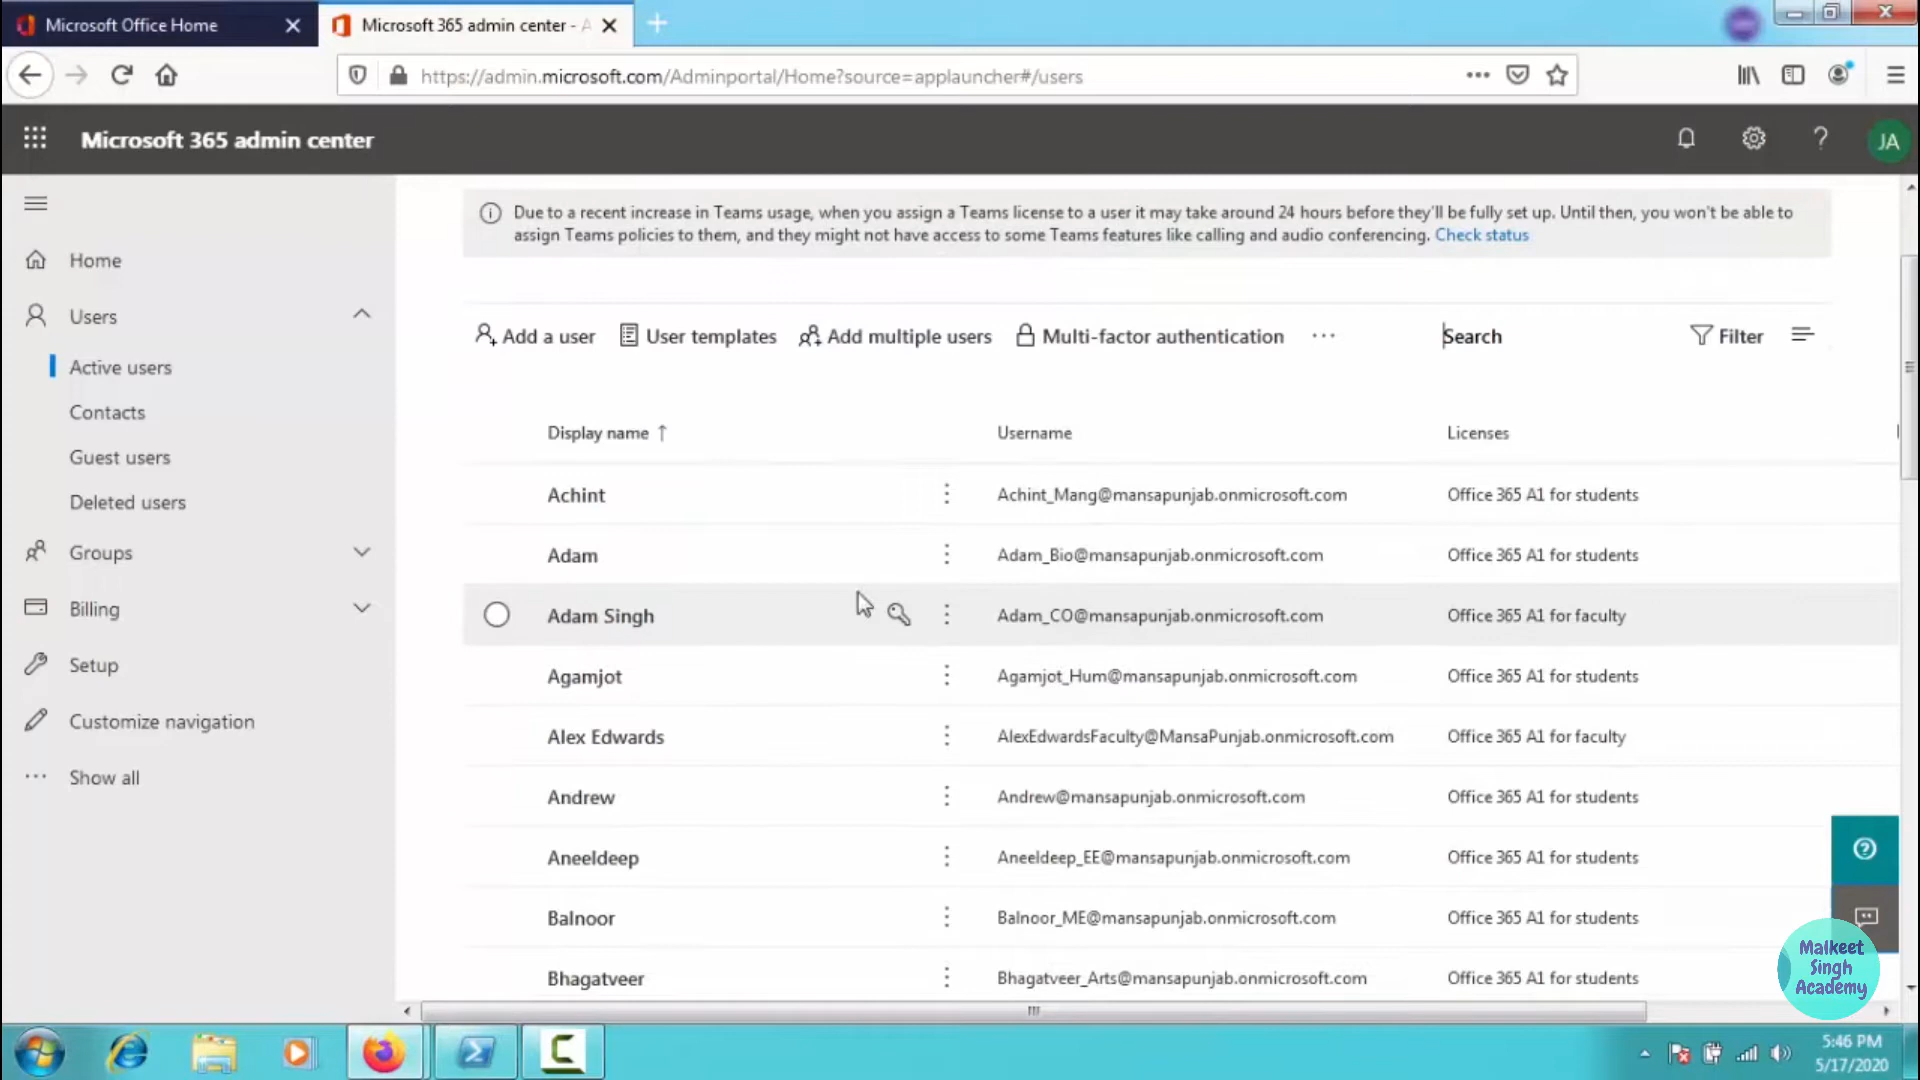 Microsoft Office Home
Microsoft 365 admin center - A
https://admin.microsoft.com/Adminportal/Home?source=applauncher#/users
Microsoft 365 admin center
JA
Due to a recent increase in Teams usage, when you assign a Teams license to a user it may take around 24 hours before they'll be fully set up. Until then, you won't be able to
assign Teams policies to them, and they might not have access to some Teams features like calling and audio conferencing. Check status
Home
Users
Active users
Contacts
Guest users
Deleted users
Groups
Billing
Setup
Customize navigation
Show all
Add a user User templates Add multiple users Multi-factor authentication Search Filter
Display name ↑ Username Licenses
Achint Achint_Mang@mansapunjab.onmicrosoft.com Office 365 A1 for students
Adam Adam_Bio@mansapunjab.onmicrosoft.com Office 365 A1 for students
Adam Singh Adam_CO@mansapunjab.onmicrosoft.com Office 365 A1 for faculty
Agamjot Agamjot_Hum@mansapunjab.onmicrosoft.com Office 365 A1 for students
Alex Edwards AlexEdwardsFaculty@MansaPunjab.onmicrosoft.com Office 365 A1 for faculty
Andrew Andrew@mansapunjab.onmicrosoft.com Office 365 A1 for students
Aneeldeep Aneeldeep_EE@mansapunjab.onmicrosoft.com Office 365 A1 for students
Balnoor Balnoor_ME@mansapunjab.onmicrosoft.com Office 365 A1 for students
Bhagatveer Bhagatveer_Arts@mansapunjab.onmicrosoft.com Office 365 A1 for students
Malkeet
Singh
Academy
5:46 PM
5/17/2020